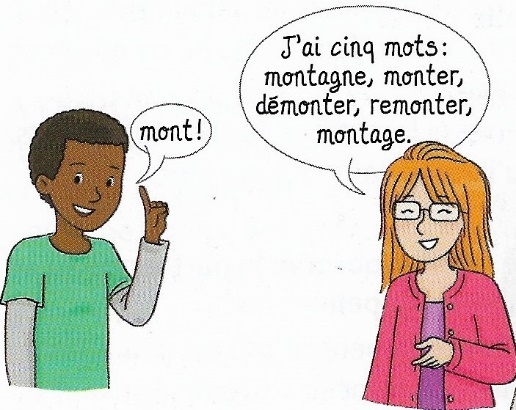 mont!
J'ai cinq mots:
montagne, monter,
démonter, remonter,
montage.